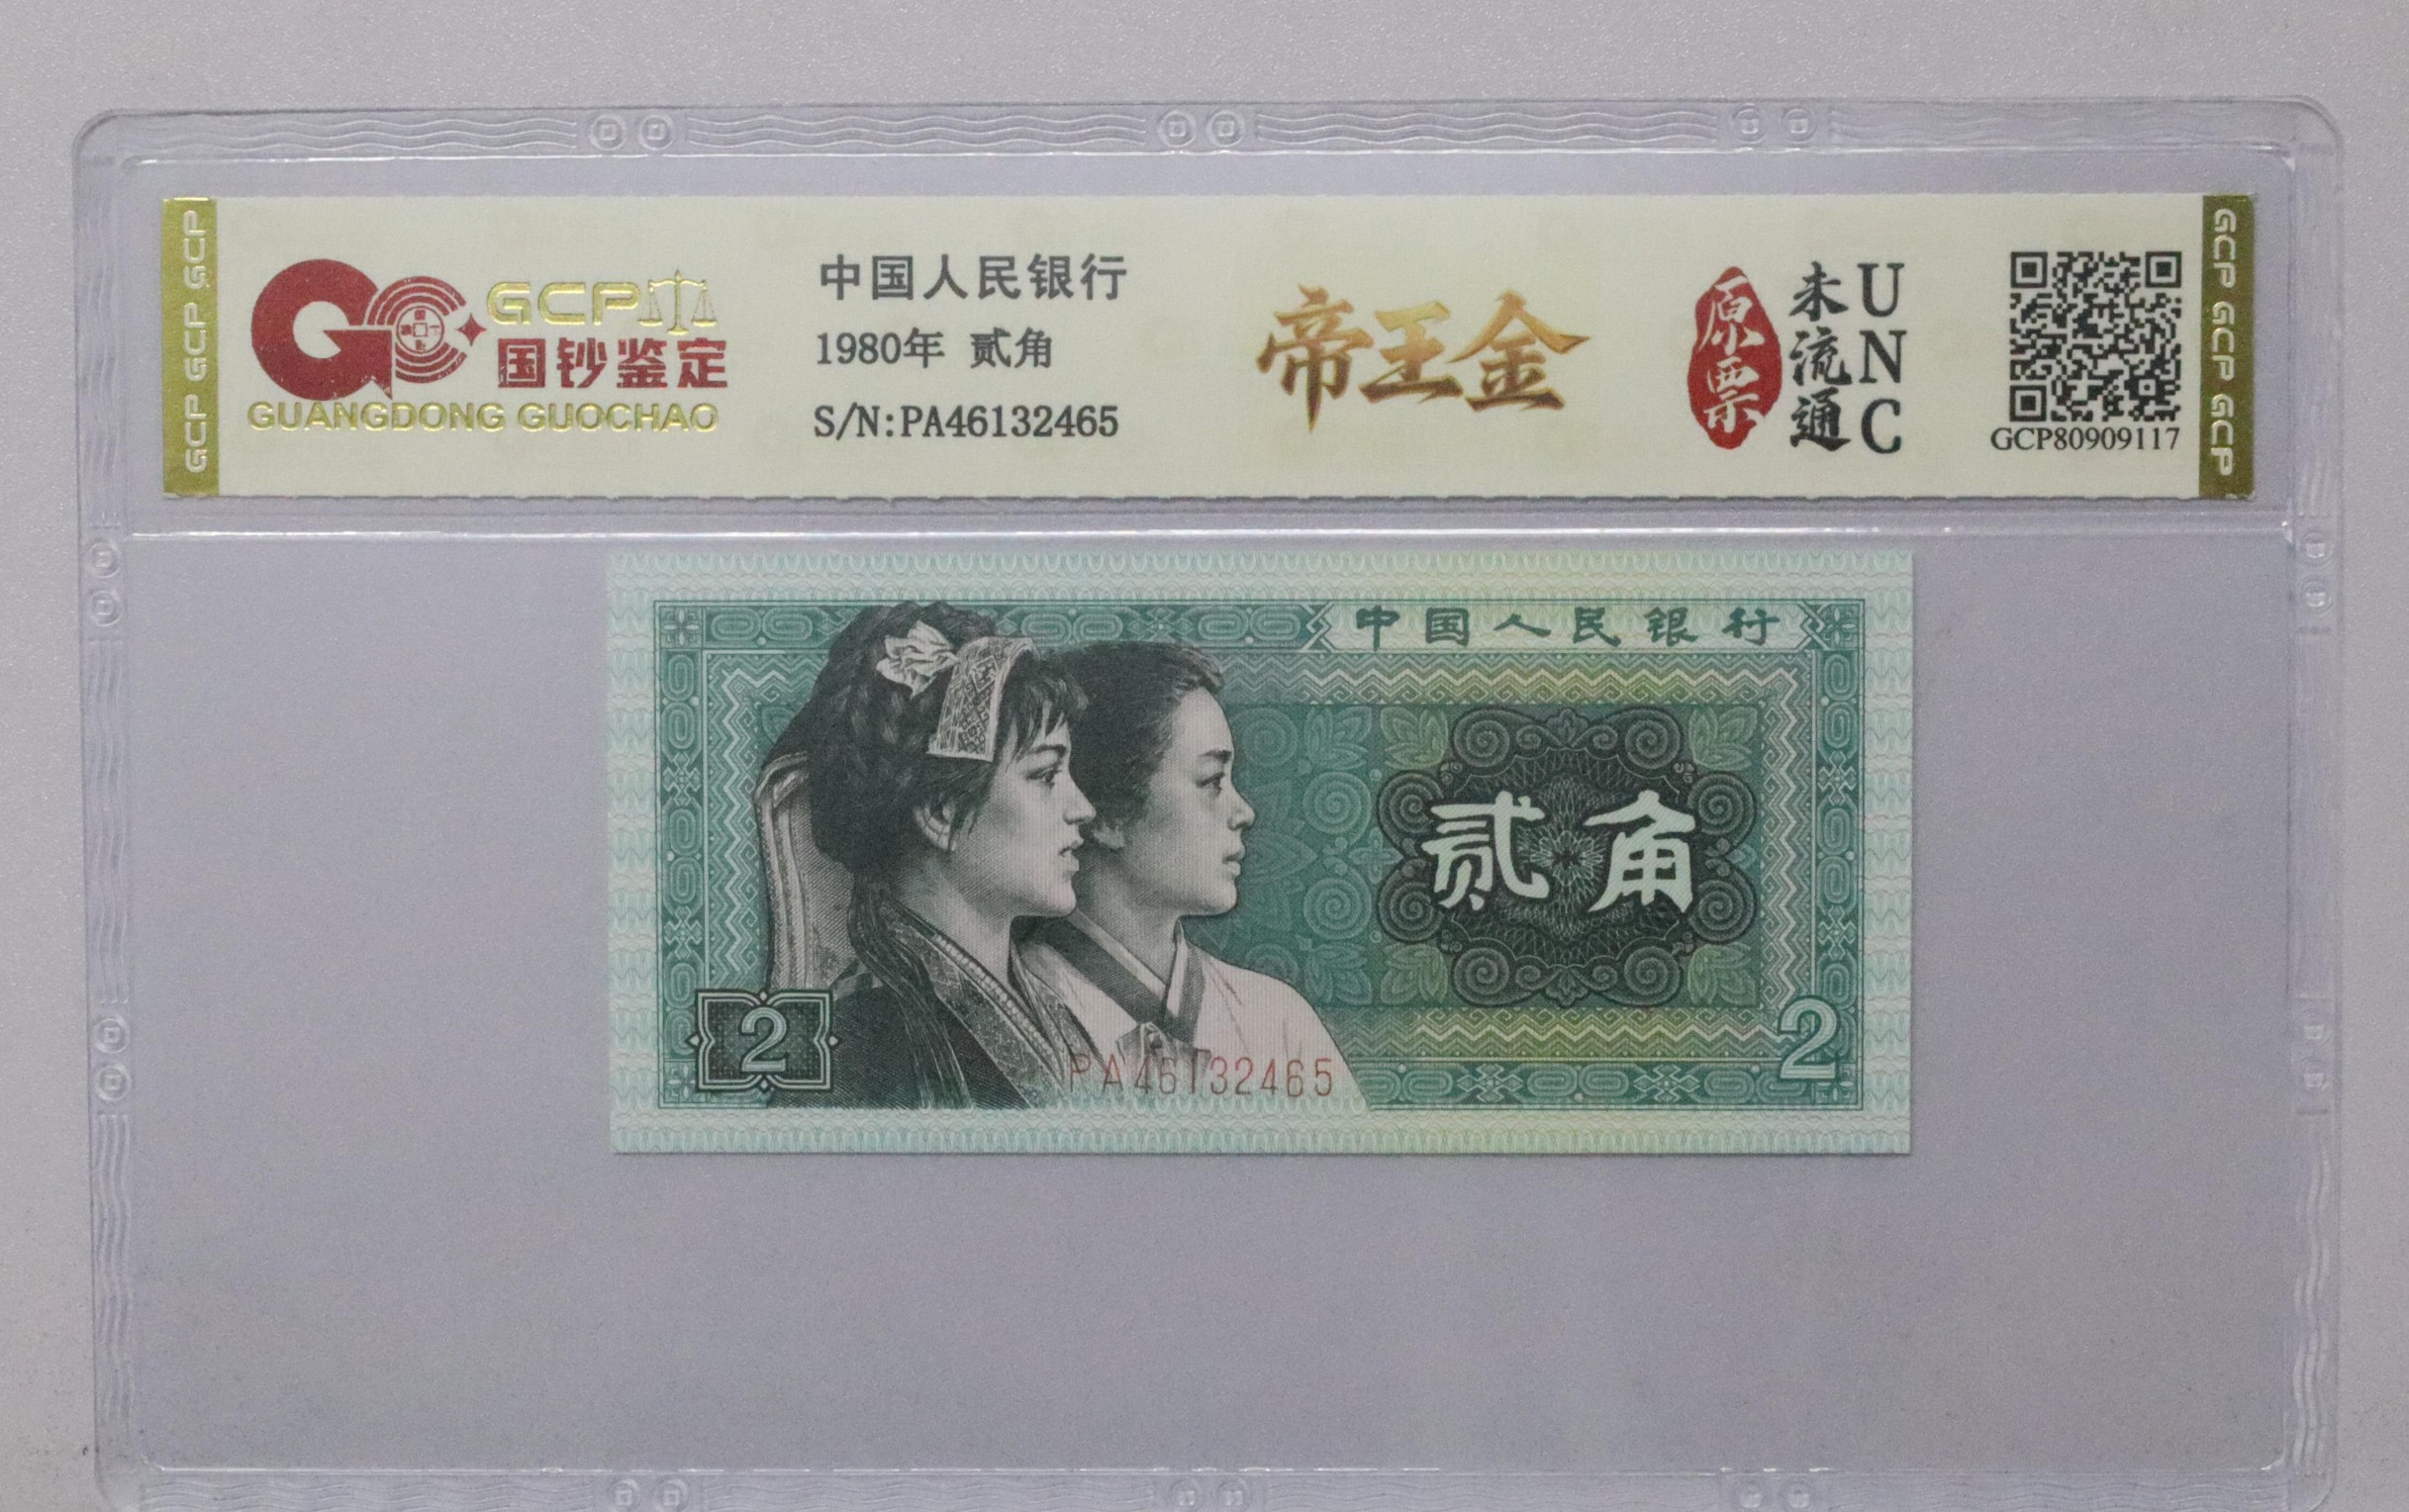 GCP GCP GCP
GCP
国钞鉴定
GUANGDONG GUOCHAO
中国人民银行
1980年 贰角
S/N:PA46132465
帝王金
原票
未流通
UNC
GCP80909117
GCP GCP GCP
中国人民银行
贰角
2
2
PA46132465